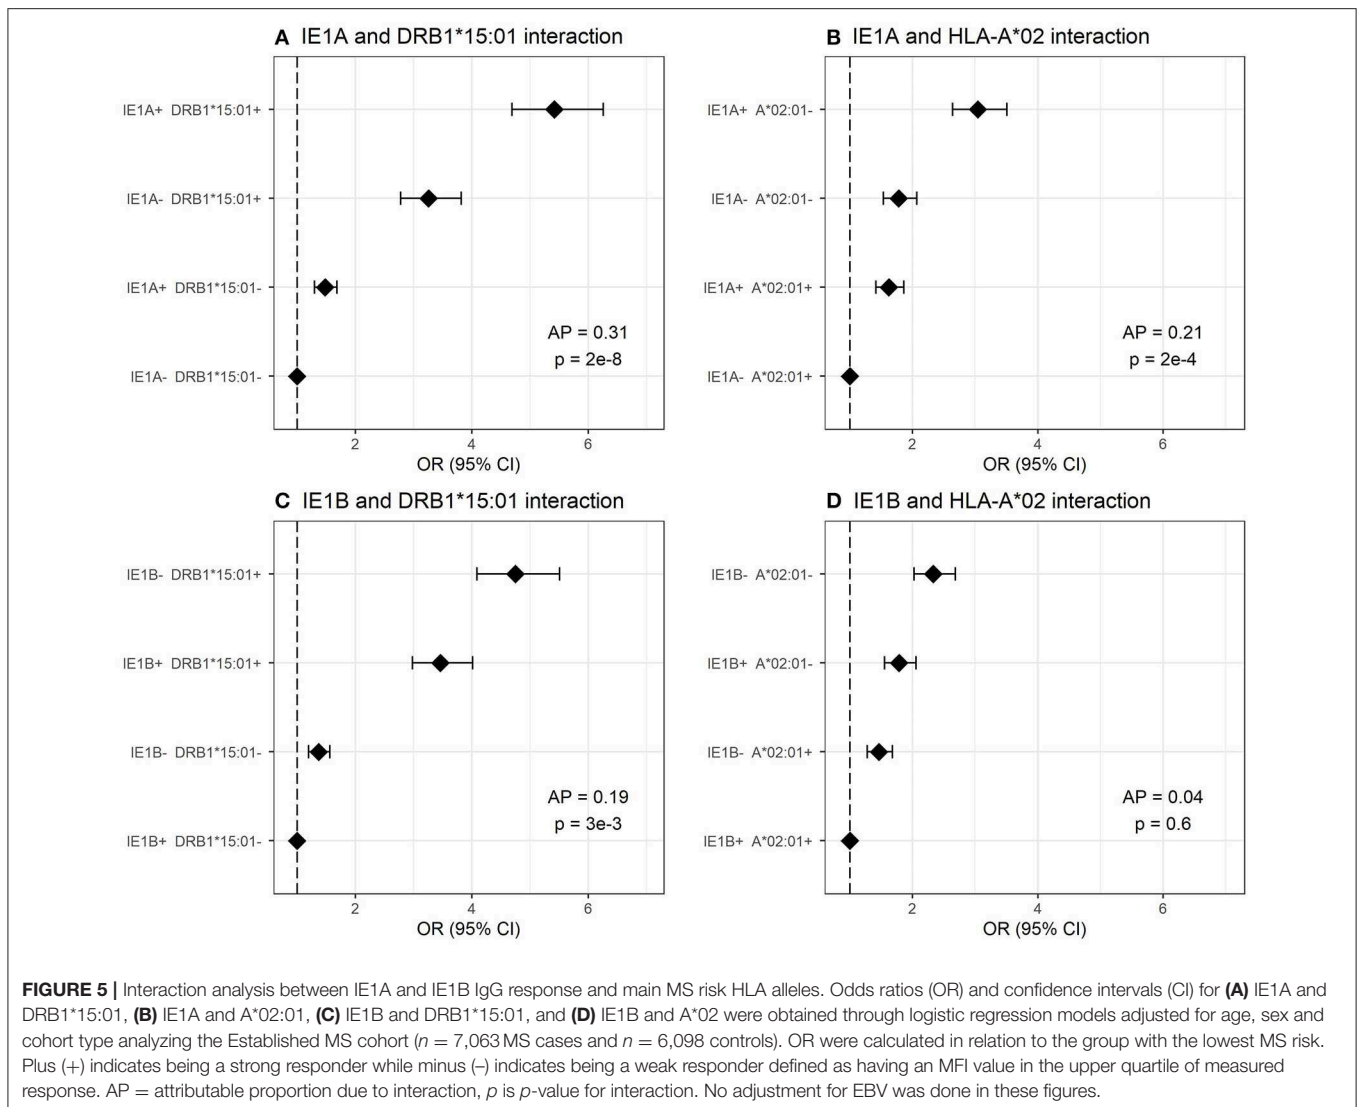 A IE1A and DRB1*15:01 interaction
IE1A+ DRB1*15:01+
IE1A- DRB1*15:01+
IE1A+ DRB1*15:01-
IE1A- DRB1*15:01-
AP = 0.31
p = 2e-8
2 4 6
OR (95% CI)
B IE1A and HLA-A*02 interaction
IE1A+ A*02:01-
IE1A- A*02:01-
IE1A+ A*02:01+
IE1A- A*02:01+
AP = 0.21
p = 2e-4
2 4 6
OR (95% CI)
C IE1B and DRB1*15:01 interaction
IE1B- DRB1*15:01+
IE1B+ DRB1*15:01+
IE1B- DRB1*15:01-
IE1B+ DRB1*15:01-
AP = 0.19
p = 3e-3
2 4 6
OR (95% CI)
D IE1B and HLA-A*02 interaction
IE1B- A*02:01-
IE1B+ A*02:01-
IE1B- A*02:01+
IE1B+ A*02:01+
AP = 0.04
p = 0.6
2 4 6
OR (95% CI)
FIGURE 5 | Interaction analysis between IE1A and IE1B IgG response and main MS risk HLA alleles. Odds ratios (OR) and confidence intervals (CI) for (A) IE1A and
DRB1*15:01, (B) IE1A and A*02:01, (C) IE1B and DRB1*15:01, and (D) IE1B and A*02 were obtained through logistic regression models adjusted for age, sex and
cohort type analyzing the Established MS cohort (n = 7,063 MS cases and n = 6,098 controls). OR were calculated in relation to the group with the lowest MS risk.
Plus (+) indicates being a strong responder while minus (–) indicates being a weak responder defined as having an MFI value in the upper quartile of measured
response. AP = attributable proportion due to interaction, p is p-value for interaction. No adjustment for EBV was done in these figures.